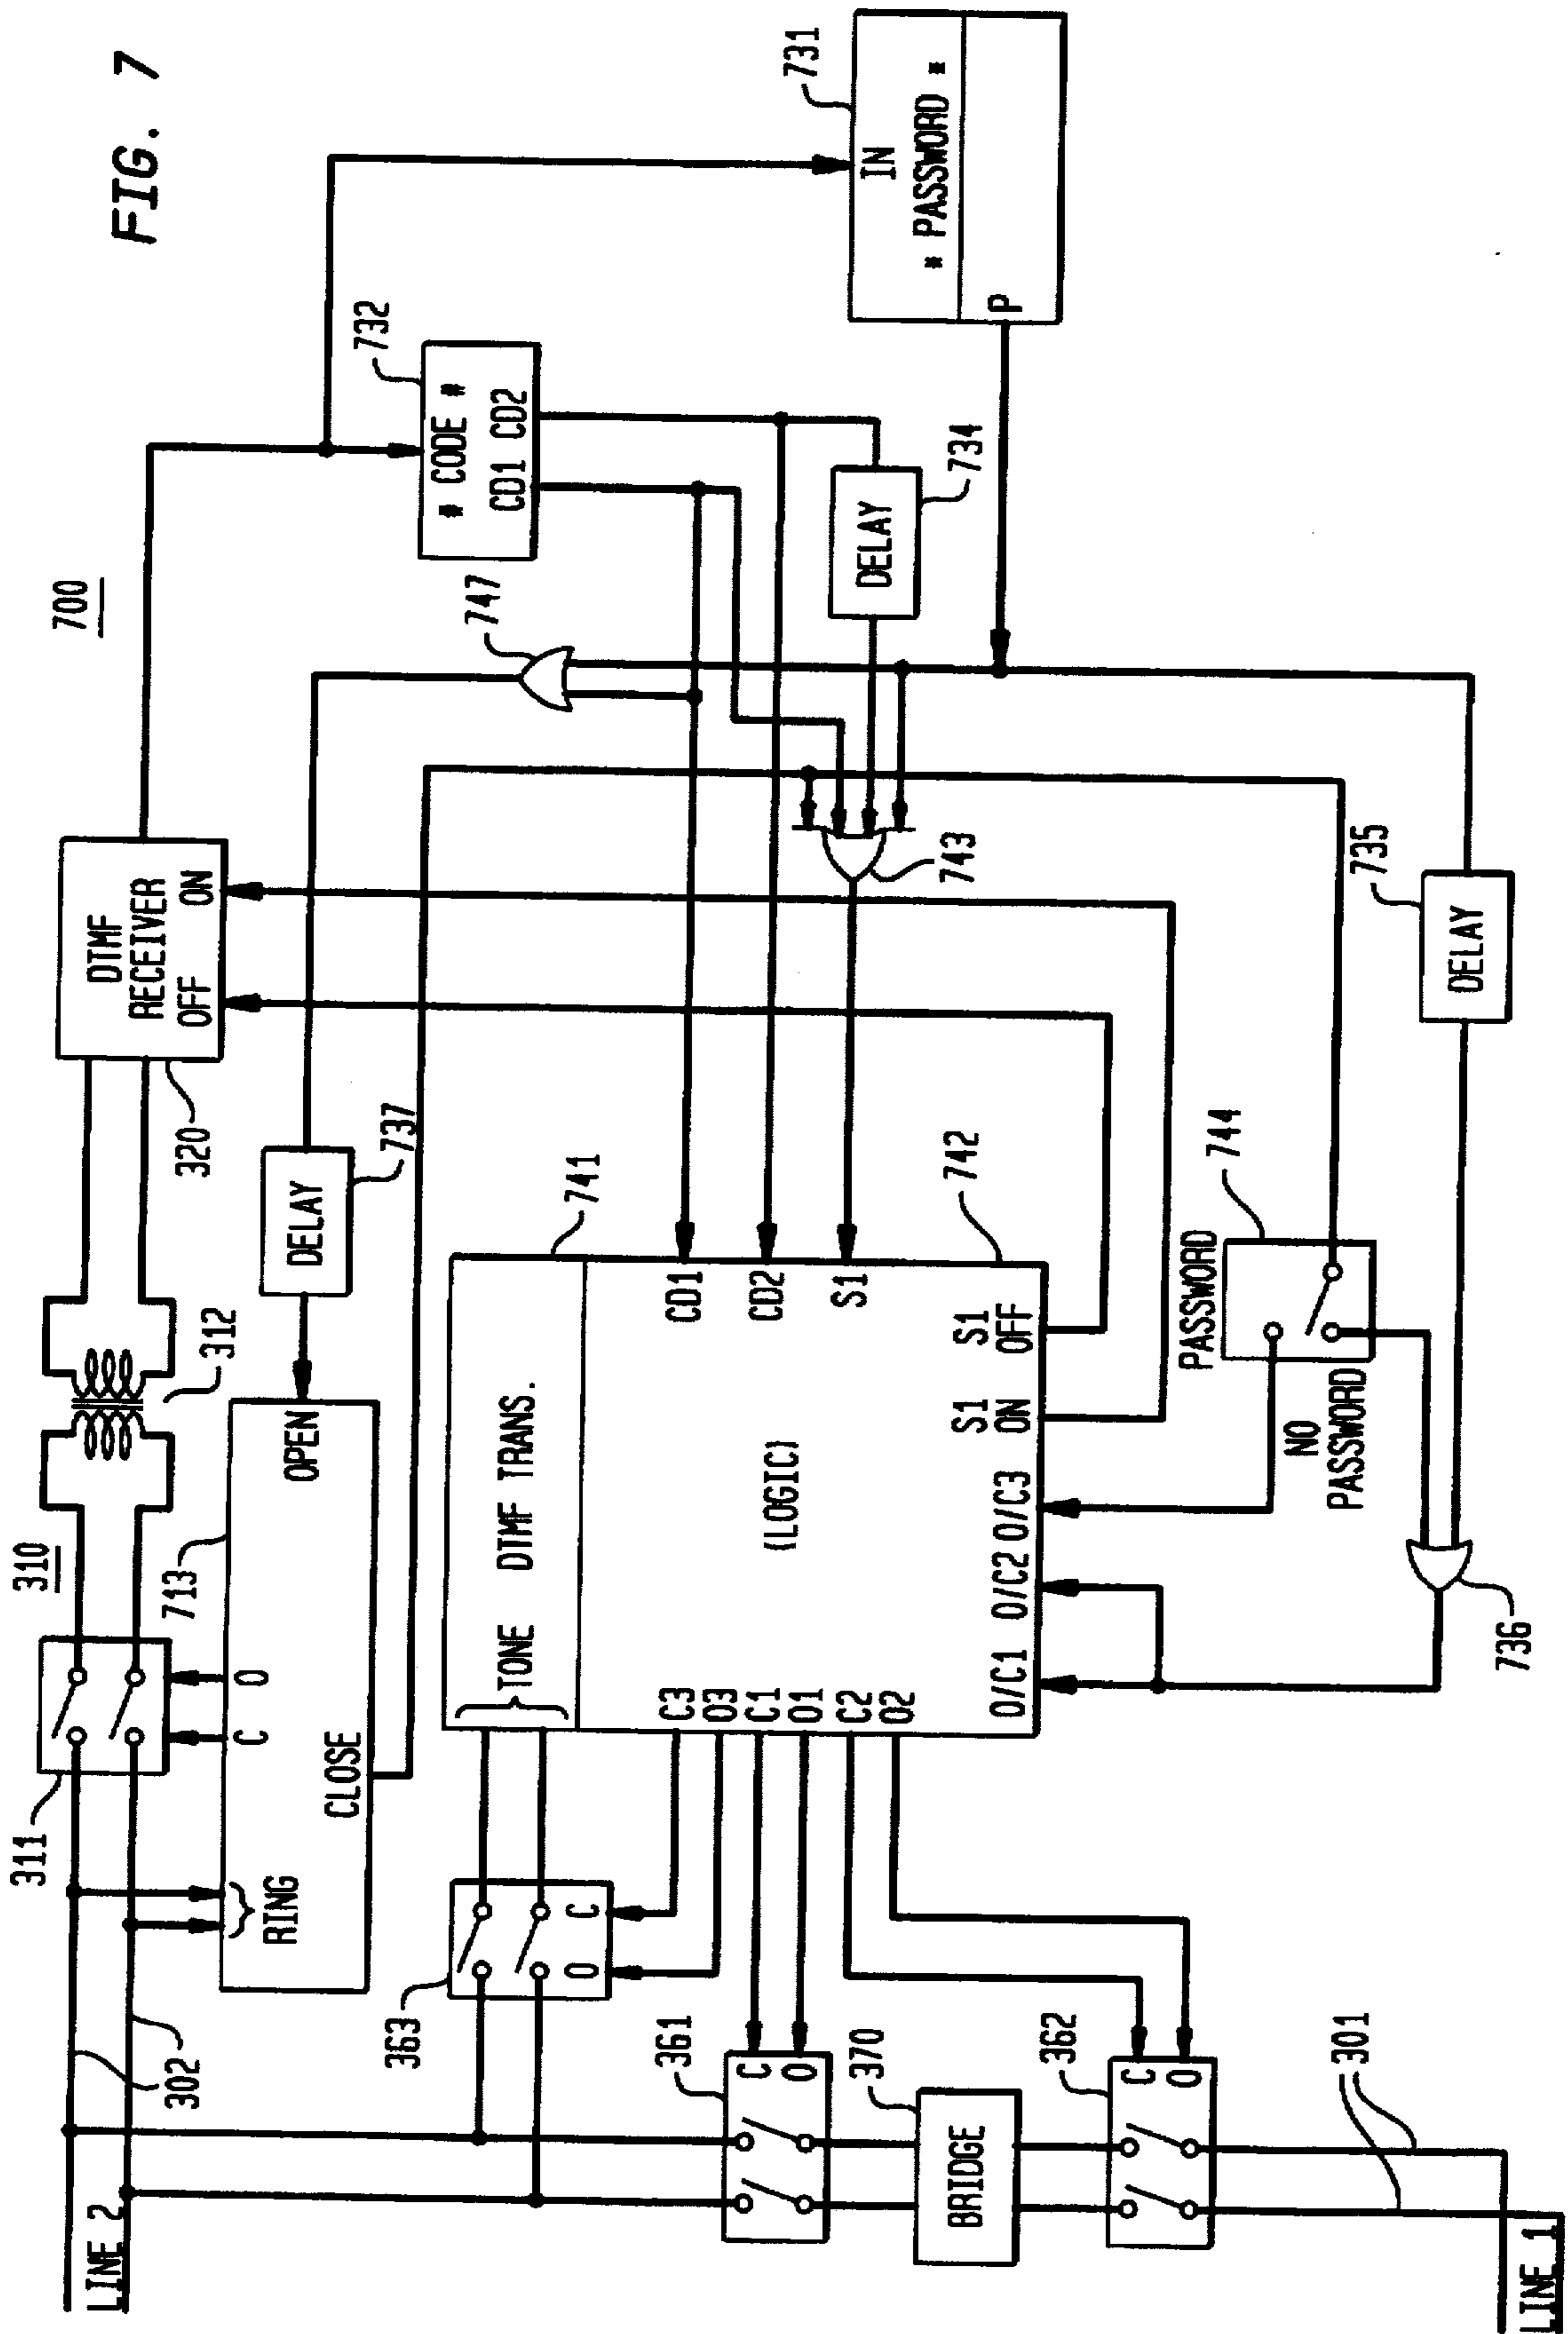 FIG. 7
700
LINE 2
302
311
310
312
320
DTMF
RECEIVER
OFF ON
RING
713
C O
CLOSE
OPEN
DELAY
737
747
732
# CODE #
CD1 CD2
731
IN
* PASSWORD *
P
734
DELAY
743
363
O C
TONE DTMF TRANS.
741
C3
O3
C1
O1
C2
O2
(LOGIC)
CD1
CD2
S1
742
O/C1 O/C2 O/C3
S1
ON
S1
OFF
361
C
O
370
BRIDGE
362
C
O
301
LINE 1
PASSWORD
744
NO
PASSWORD
736
735
DELAY